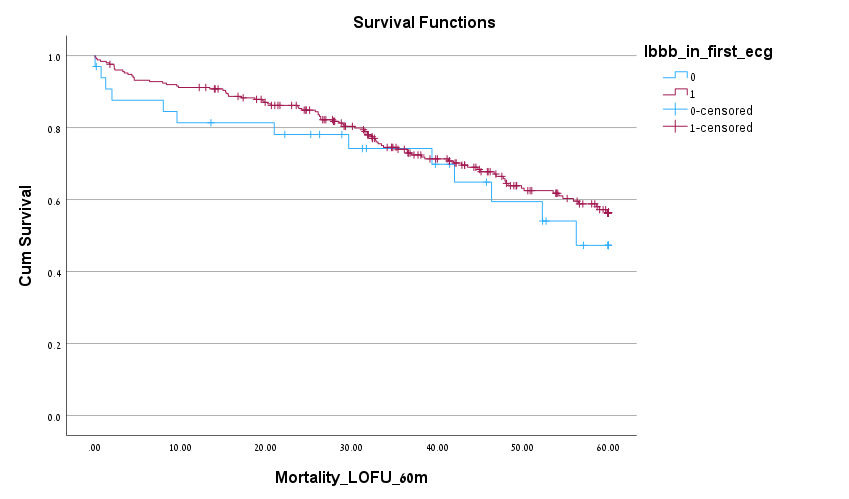 Survival Functions
lbbb_in_first_ecg
0
1
0-censored
1-censored
Cum Survival
1.0
0.8
0.6
0.4
0.2
0.0
.00 10.00 20.00 30.00 40.00 50.00 60.00
Mortality_LOFU_60m